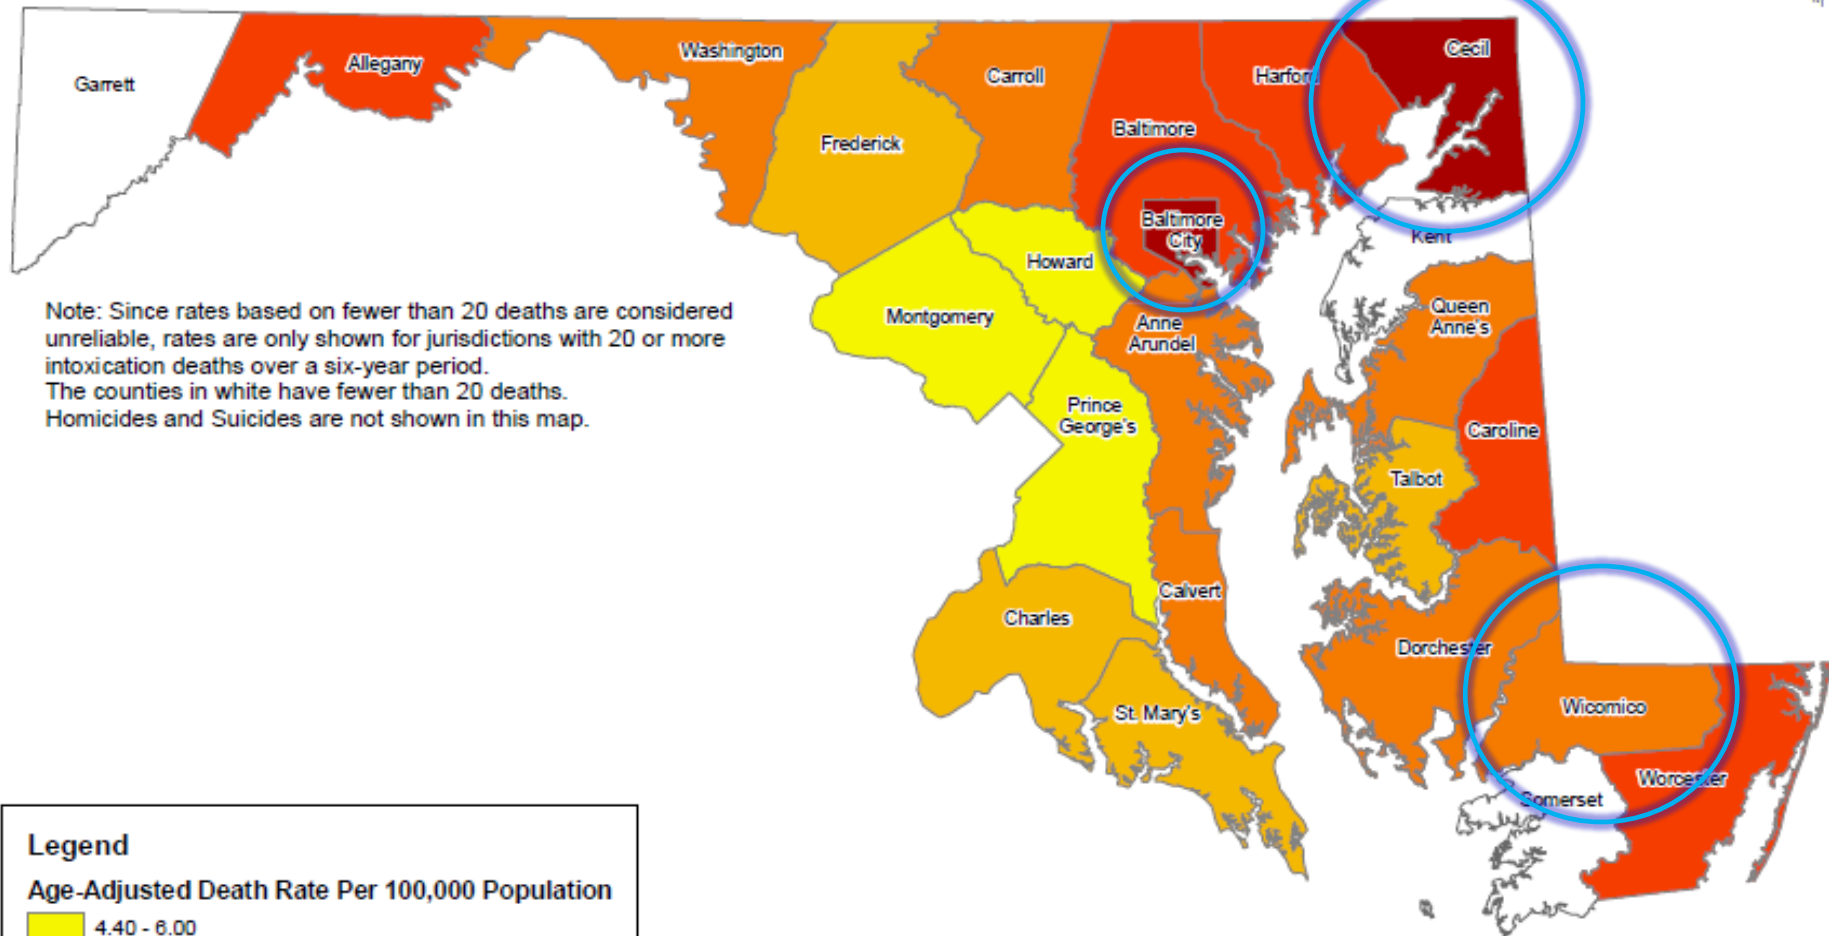 Garrett
Allegany
Washington
Frederick
Carroll
Baltimore
Harford
Cecil
Baltimore
City
Kent
Howard
Montgomery
Anne
Arundel
Queen
Anne's
Prince
George's
Caroline
Talbot
Calvert
Charles
Dorchester
St. Mary's
Wicomico
Worcester
Somerset
Note: Since rates based on fewer than 20 deaths are considered
unreliable, rates are only shown for jurisdictions with 20 or more
intoxication deaths over a six-year period.
The counties in white have fewer than 20 deaths.
Homicides and Suicides are not shown in this map.
Legend
Age-Adjusted Death Rate Per 100,000 Population
4.40 - 6.00